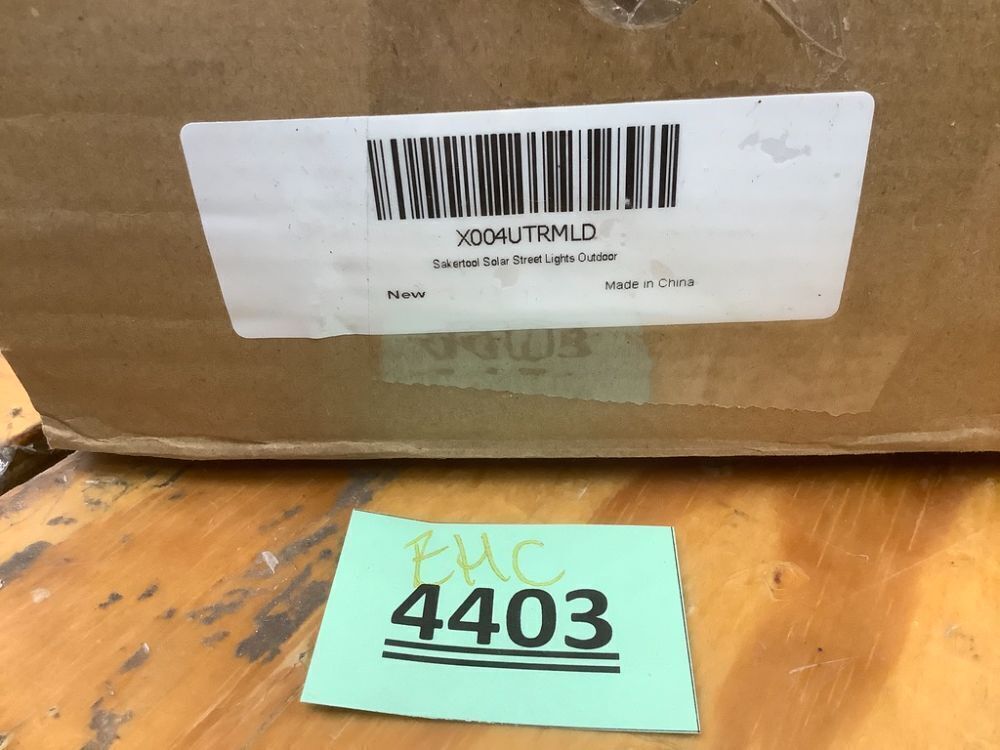 X004UTRMLD
Sakertool Solar Street Lights Outdoor
New
Made in China
EHC
4403